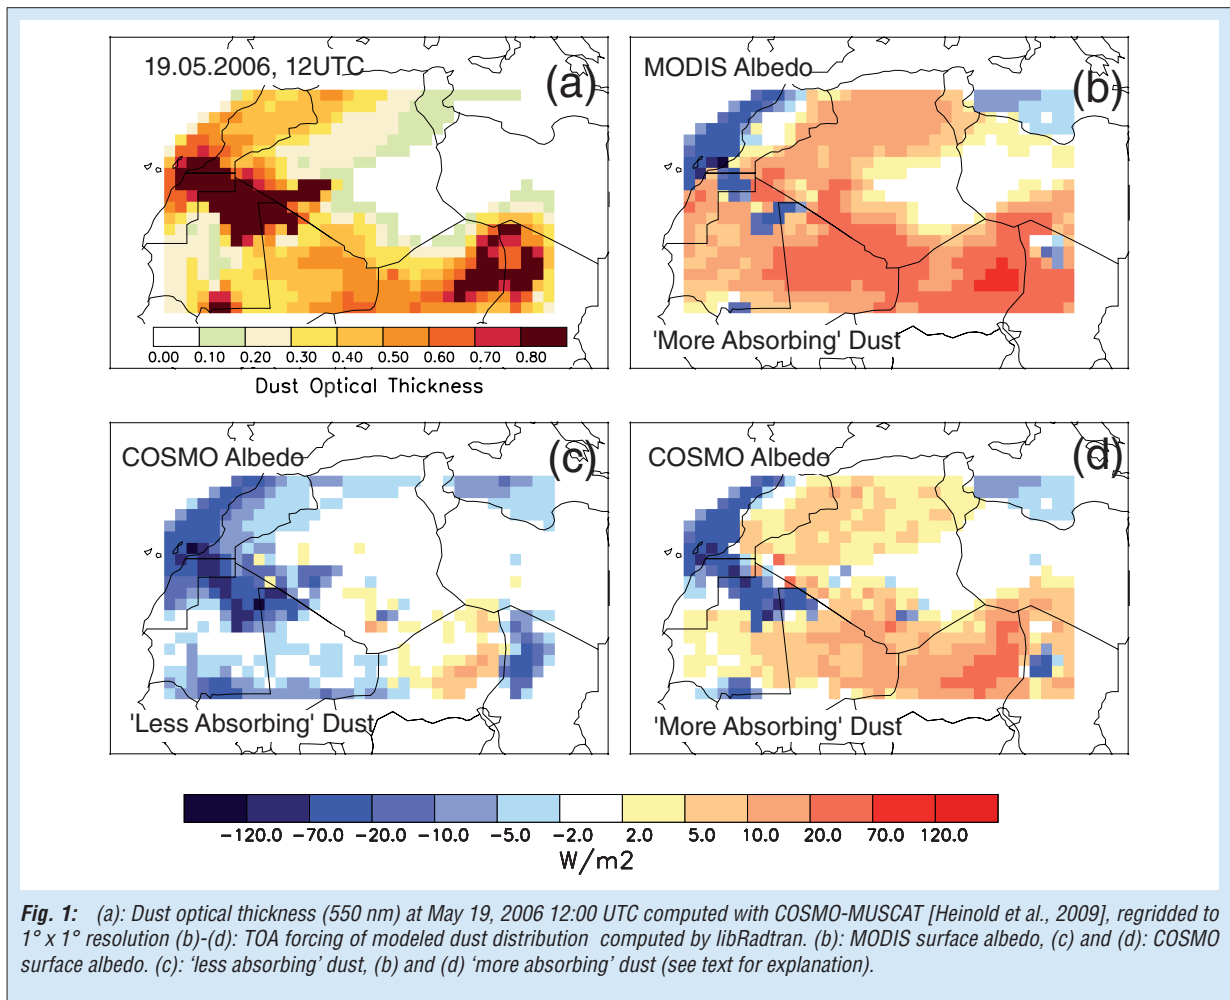 19.05.2006, 12UTC
(a)
0.00 0.10 0.20 0.30 0.40 0.50 0.60 0.70 0.80
Dust Optical Thickness
MODIS Albedo
(b)
'More Absorbing' Dust
COSMO Albedo
(c)
'Less Absorbing' Dust
COSMO Albedo
(d)
'More Absorbing' Dust
−120.0 −70.0 −20.0 −10.0 −5.0 −2.0 2.0 5.0 10.0 20.0 70.0 120.0
W/m2
Fig. 1: (a): Dust optical thickness (550 nm) at May 19, 2006 12:00 UTC computed with COSMO-MUSCAT [Heinold et al., 2009], regridded to
1° x 1° resolution (b)-(d): TOA forcing of modeled dust distribution computed by libRadtran. (b): MODIS surface albedo, (c) and (d): COSMO
surface albedo. (c): ‘less absorbing’ dust, (b) and (d) ‘more absorbing’ dust (see text for explanation).